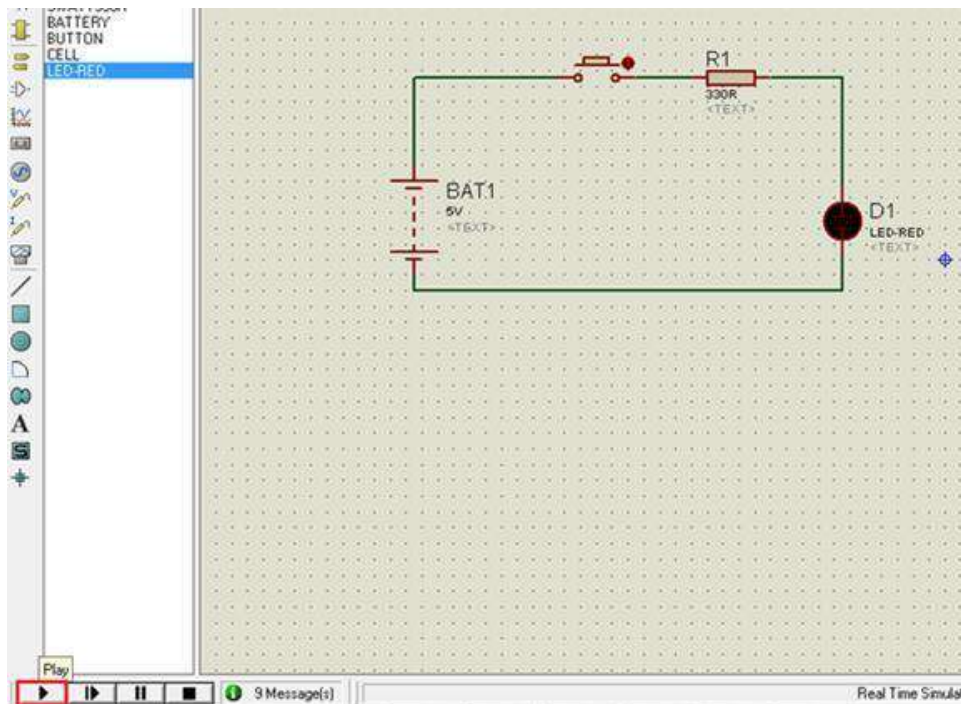 BATTERY
BUTTON
CELL
LED-RED
R1
330R
<TEXT>
BAT1
5V
<TEXT>
D1
LED-RED
<TEXT>
A
S
Play
9 Message(s)
Real Time Simulat